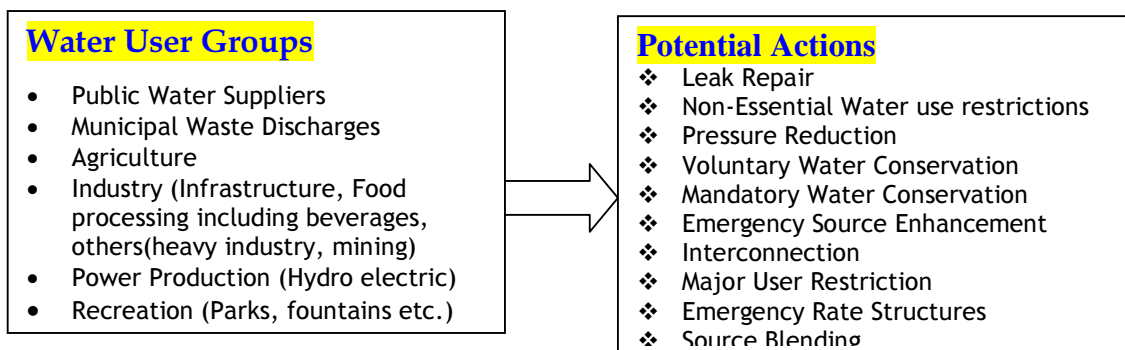 Water User Groups
• Public Water Suppliers
• Municipal Waste Discharges
• Agriculture
• Industry (Infrastructure, Food
processing including beverages,
others(heavy industry, mining)
• Power Production (Hydro electric)
• Recreation (Parks, fountains etc.)
Potential Actions
❖ Leak Repair
❖ Non-Essential Water use restrictions
❖ Pressure Reduction
❖ Voluntary Water Conservation
❖ Mandatory Water Conservation
❖ Emergency Source Enhancement
❖ Interconnection
❖ Major User Restriction
❖ Emergency Rate Structures
❖ Source Blending